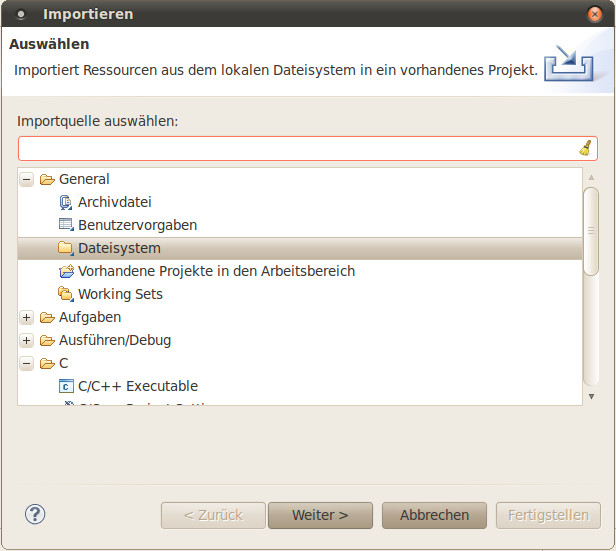 Importieren
Auswählen
Importiert Ressourcen aus dem lokalen Dateisystem in ein vorhandenes Projekt.
Importquelle auswählen:
General
Archivdatei
Benutzervorgaben
Dateisystem
Vorhandene Projekte in den Arbeitsbereich
Working Sets
Aufgaben
Ausführen/Debug
C
C/C++ Executable
< Zurück Weiter > Abbrechen Fertigstellen